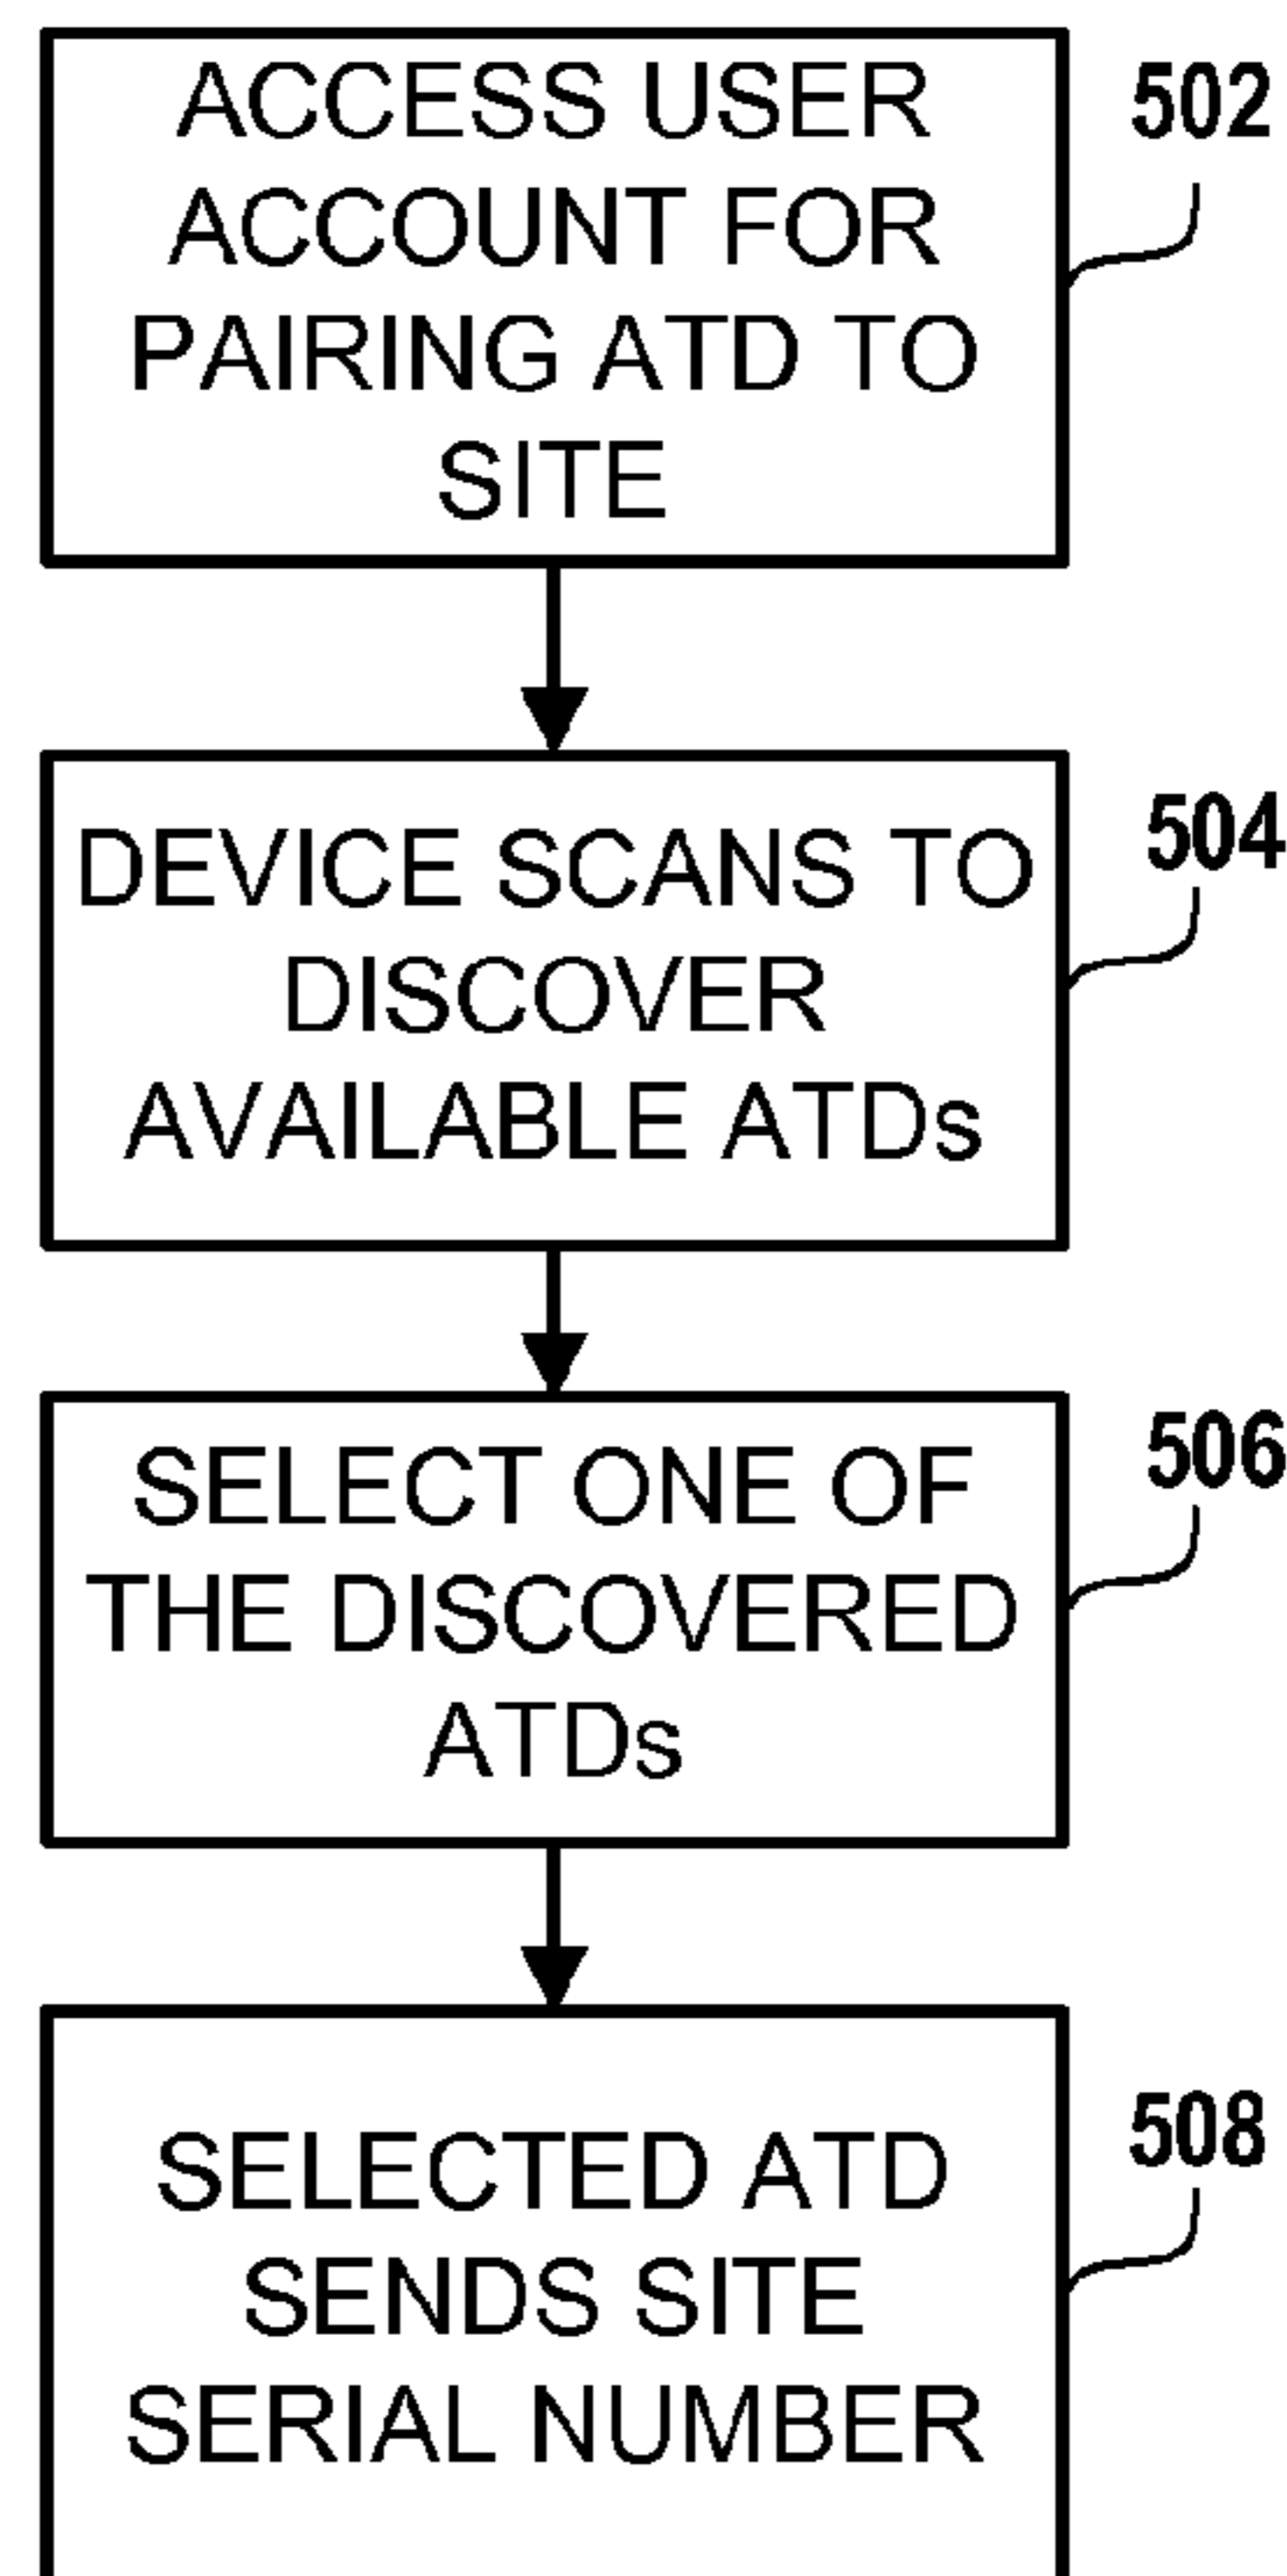 ACCESS USER
ACCOUNT FOR
PAIRING ATD TO
SITE
502
DEVICE SCANS TO
DISCOVER
AVAILABLE ATDs
504
SELECT ONE OF
THE DISCOVERED
ATDs
506
SELECTED ATD
SENDS SITE
SERIAL NUMBER
508